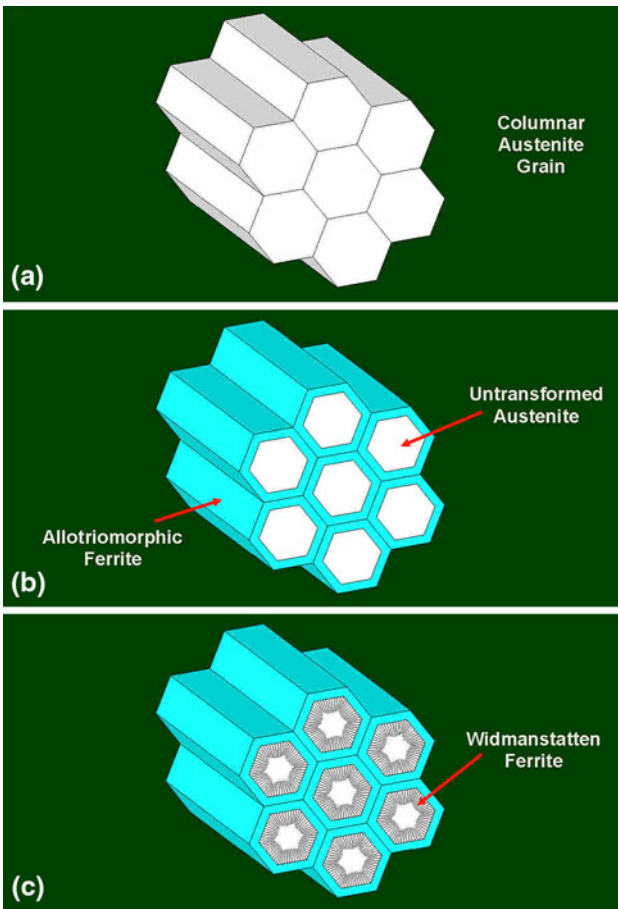 Columnar
Austenite
Grain
(a)
Untransformed
Austenite
Allotriomorphic
Ferrite
(b)
Widmanstatten
Ferrite
(c)